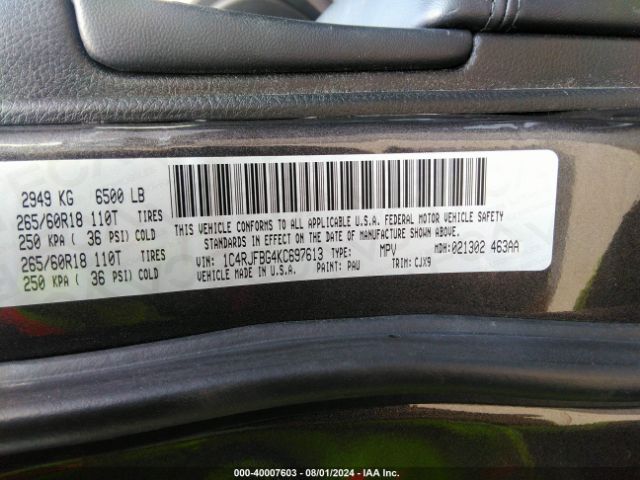 2949 KG 6500 LB
265/60R18 110T TIRES
250 KPA ( 36 PSI) COLD
265/60R18 110T TIRES
250 KPA ( 36 PSI) COLD
THIS VEHICLE CONFORMS TO ALL APPLICABLE U.S.A. FEDERAL MOTOR VEHICLE SAFETY
STANDARDS IN EFFECT ON THE DATE OF MANUFACTURE SHOWN ABOVE.
VIN: 1C4RJFBG4KC697613 TYPE: MPV MDH: 021302 463AA
VEHICLE MADE IN U.S.A. PAINT: PAU TRIM: CJX9
000-40007603 - 08/01/2024 - IAA Inc.